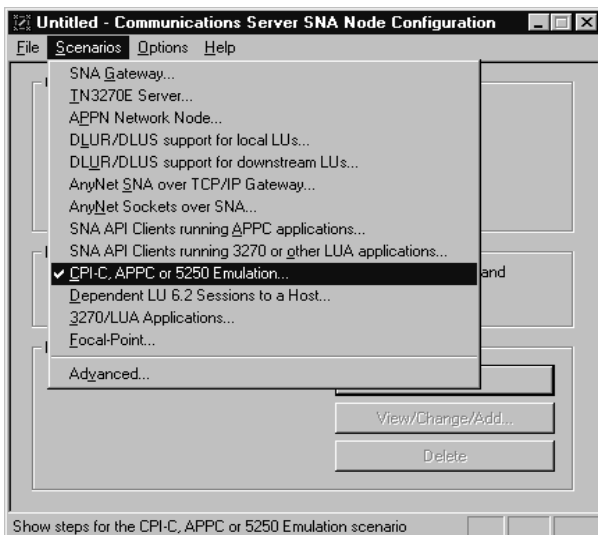 Untitled - Communications Server SNA Node Configuration
File Scenarios Options Help
SNA Gateway...
TN3270E Server...
APPN Network Node...
DLUR/DLUS support for local LUs...
DLUR/DLUS support for downstream LUs...
AnyNet SNA over TCP/IP Gateway...
AnyNet Sockets over SNA...
SNA API Clients running APPC applications...
SNA API Clients running 3270 or other LUA applications...
CPI-C, APPC or 5250 Emulation... and
Dependent LU 6.2 Sessions to a Host...
3270/LUA Applications...
Focal-Point...
Advanced...
View/Change/Add...
Delete
Show steps for the CPI-C, APPC or 5250 Emulation scenario